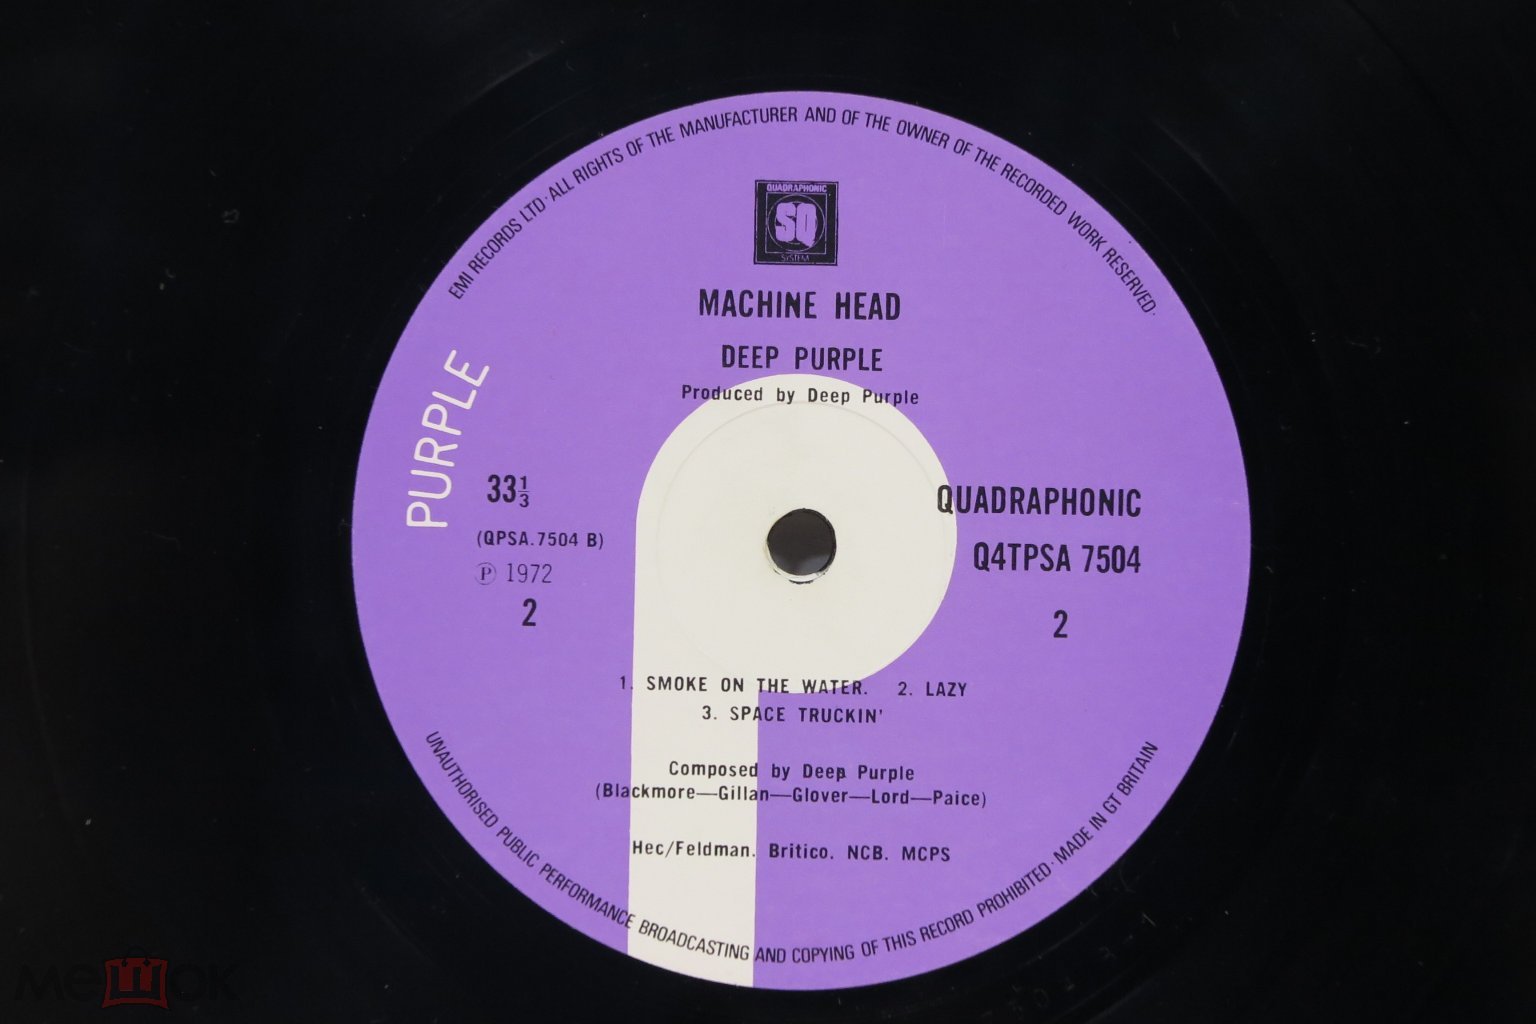 EMI RECORDS LTD·ALL RIGHTS OF THE MANUFACTURER AND OF THE OWNER OF THE RECORDED WORK RESERVED·
QUADRAPHONIC
SQ
SYSTEM
MACHINE HEAD
DEEP PURPLE
Produced by Deep Purple
PURPLE
33⅓
(QPSA.7504 B)
Ⓟ 1972
2
QUADRAPHONIC
Q4TPSA 7504
2
1. SMOKE ON THE WATER. 2. LAZY
3. SPACE TRUCKIN'
Composed by Deep Purple
(Blackmore—Gillan—Glover—Lord—Paice)
Hec/Feldman. Britico. NCB. MCPS
UNAUTHORISED PUBLIC PERFORMANCE BROADCASTING AND COPYING OF THIS RECORD PROHIBITED·MADE IN GT BRITAIN
мешок